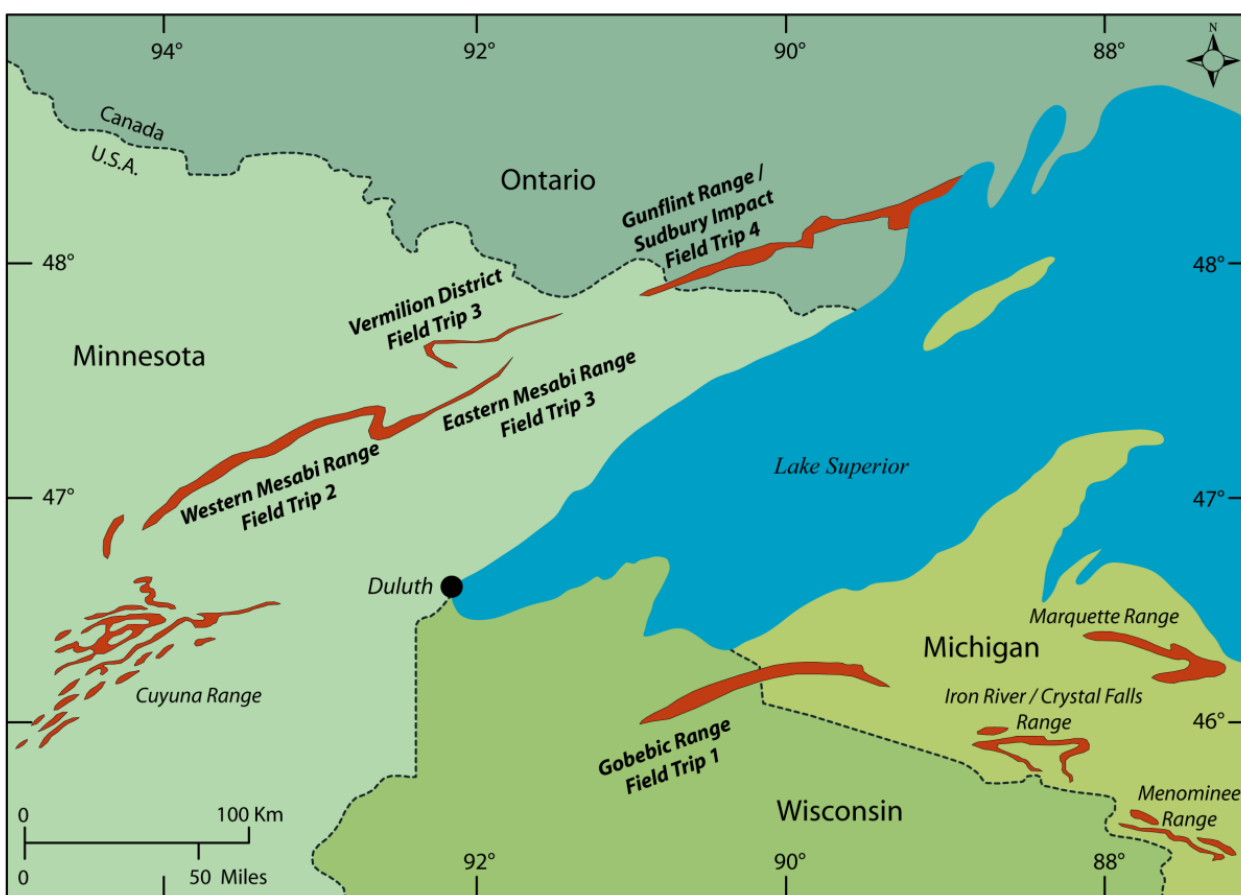 94°
92°
90°
88°
N
Canada
U.S.A.
Ontario
Gunflint Range /
Sudbury Impact
Field Trip 4
48°
48°
Vermilion District
Field Trip 3
Minnesota
Eastern Mesabi Range
Field Trip 3
Western Mesabi Range
Field Trip 2
Lake Superior
47°
47°
Duluth
Marquette Range
Michigan
Iron River / Crystal Falls
Range
Cuyuna Range
46°
Gobebic Range
Field Trip 1
Menominee
Range
Wisconsin
0
100 Km
0
50 Miles
92°
90°
88°